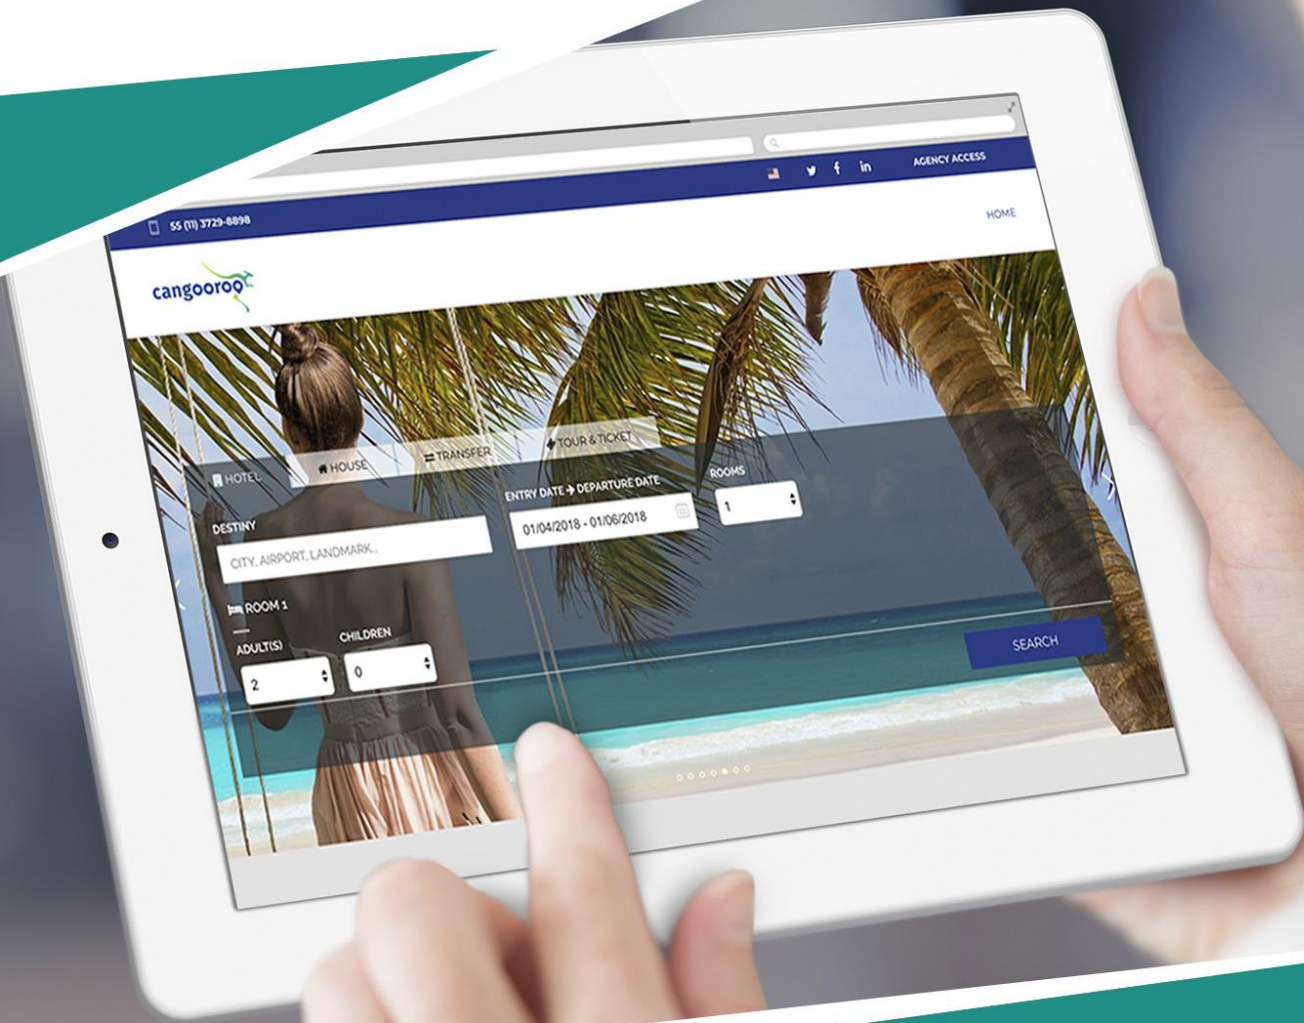 55 (11) 3729-8898
AGENCY ACCESS
cangooroo
HOME
HOTEL
HOUSE
TRANSFER
TOUR & TICKET
DESTINY
ENTRY DATE → DEPARTURE DATE
ROOMS
CITY, AIRPORT, LANDMARK...
01/04/2018 - 01/06/2018
1
ROOM 1
ADULT(S)
CHILDREN
2
0
SEARCH